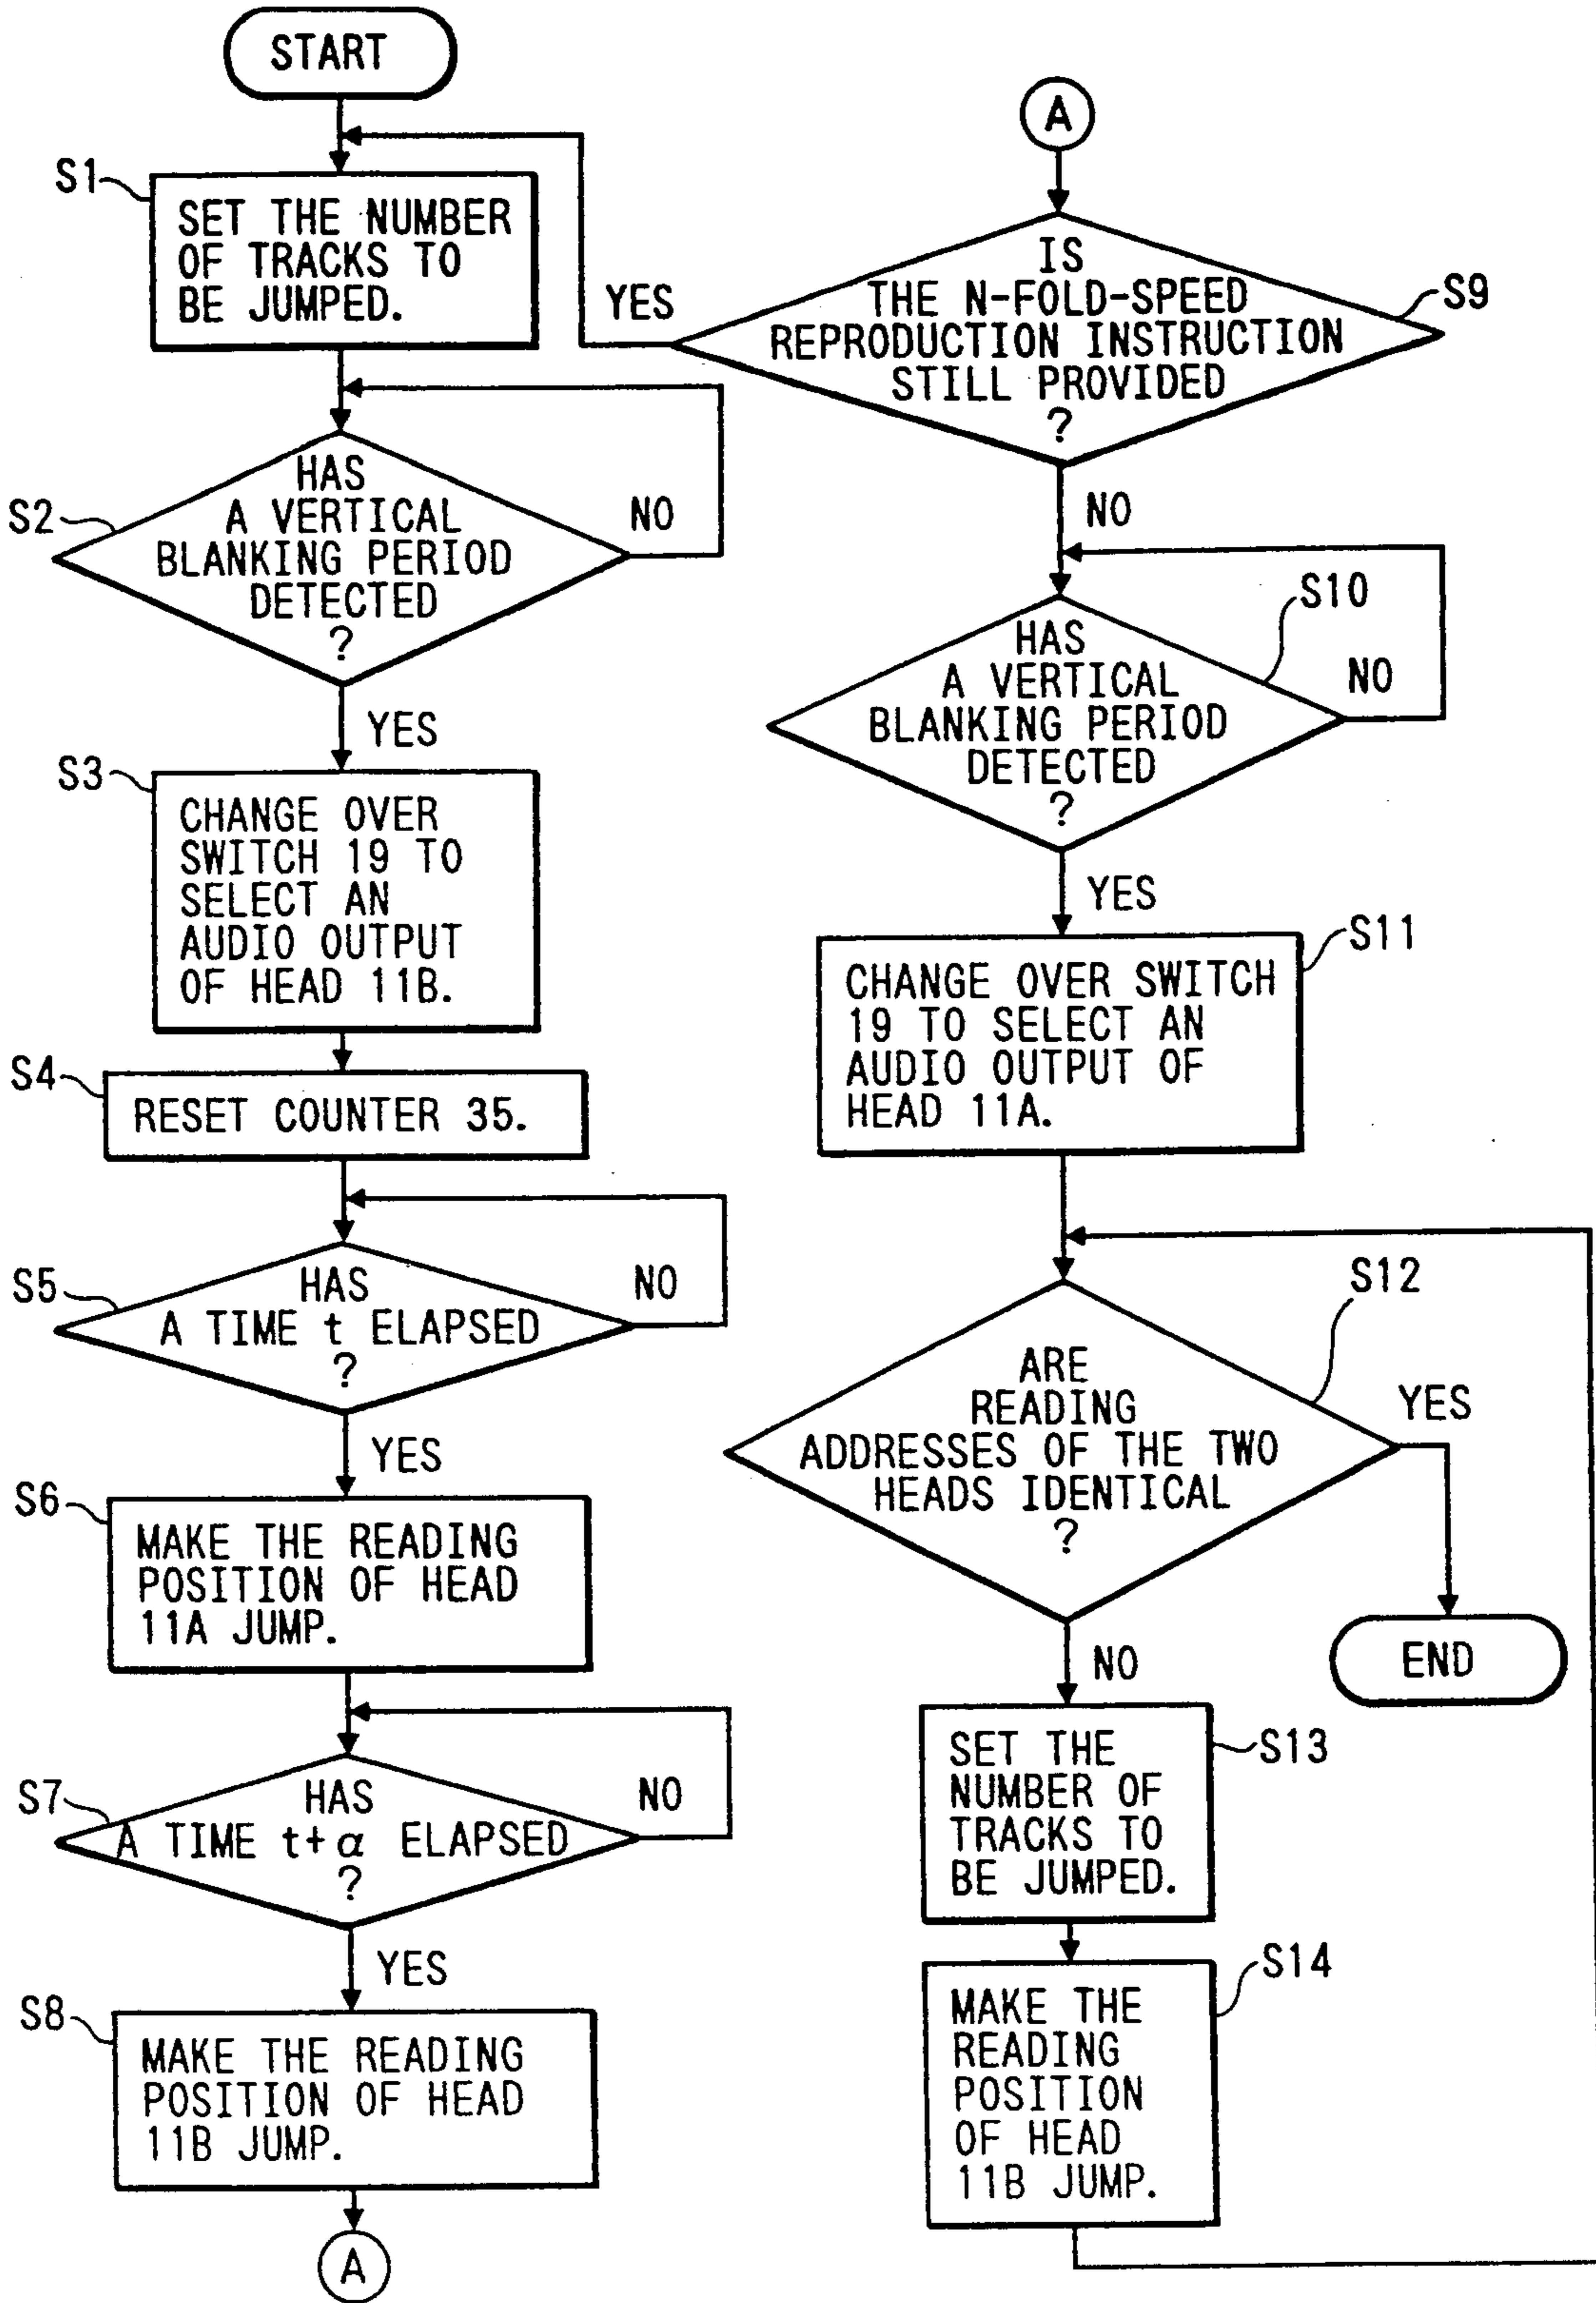 START
S1
SET THE NUMBER
OF TRACKS TO
BE JUMPED.
S2
HAS
A VERTICAL
BLANKING PERIOD
DETECTED
?
NO
YES
S3
CHANGE OVER
SWITCH 19 TO
SELECT AN
AUDIO OUTPUT
OF HEAD 11B.
S4
RESET COUNTER 35.
S5
HAS
A TIME t ELAPSED
?
NO
YES
S6
MAKE THE READING
POSITION OF HEAD
11A JUMP.
S7
HAS
A TIME t+α ELAPSED
?
NO
YES
S8
MAKE THE READING
POSITION OF HEAD
11B JUMP.
A
A
IS
THE N-FOLD-SPEED
REPRODUCTION INSTRUCTION
STILL PROVIDED
?
S9
YES
NO
S10
HAS
A VERTICAL
BLANKING PERIOD
DETECTED
?
NO
YES
S11
CHANGE OVER SWITCH
19 TO SELECT AN
AUDIO OUTPUT OF
HEAD 11A.
S12
ARE
READING
ADDRESSES OF THE TWO
HEADS IDENTICAL
?
YES
END
NO
S13
SET THE
NUMBER OF
TRACKS TO
BE JUMPED.
S14
MAKE THE
READING
POSITION
OF HEAD
11B JUMP.